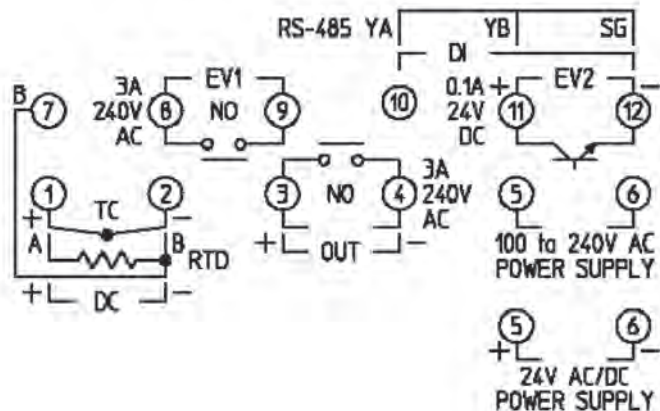 RS-485 YA YB SG
DI
3A EV1 0.1A + EV2 -
B 7 240V 8 NO 9 10 24V 11 12
AC DC
1 2 3 NO 4 3A 5 6
+ TC - 240V
A B RTD AC
+ OUT - 100 to 240V AC
+ DC - POWER SUPPLY
5 6
+ -
24V AC/DC
POWER SUPPLY